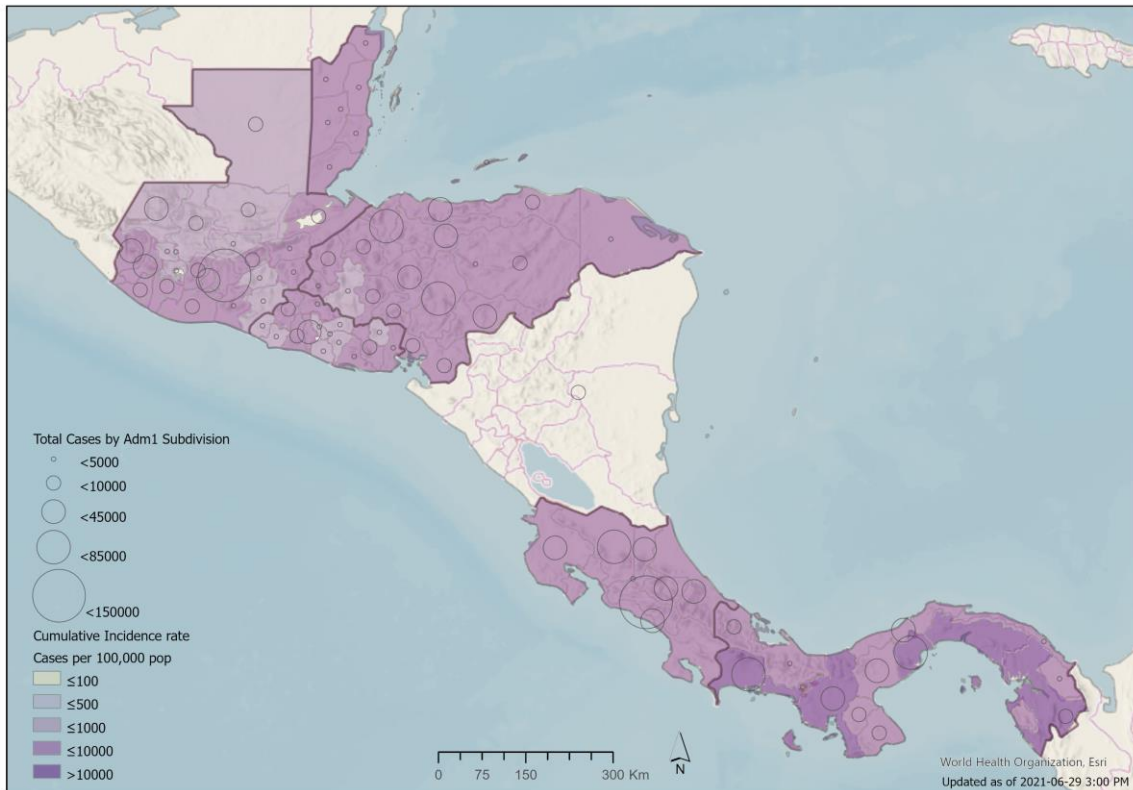 Total Cases by Adm1 Subdivision
<5000
<10000
<45000
<85000
<150000
Cumulative Incidence rate
Cases per 100,000 pop
≤100
≤500
≤1000
≤10000
>10000
0 75 150 300 Km
N
World Health Organization, Esri
Updated as of 2021-06-29 3:00 PM